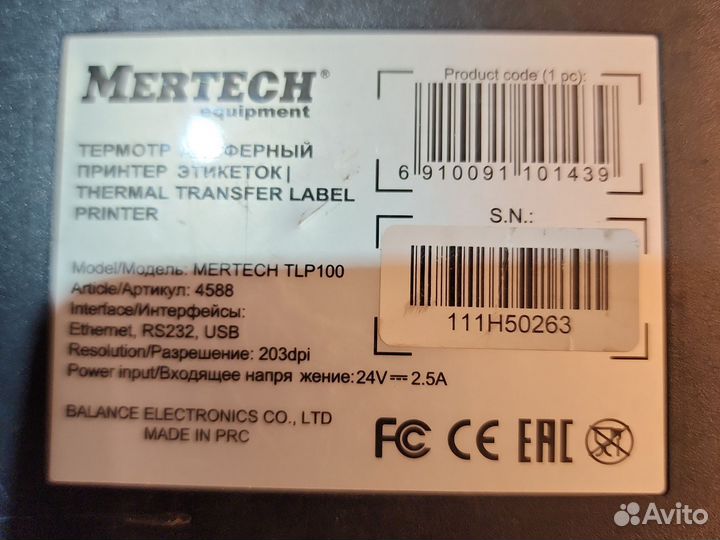 MERTECH®
equipment
ПРИНТЕР ЭТИКЕТОК |
THERMAL TRANSFER LABEL
PRINTER
Model/Модель: MERTECH TLP100
Article/Артикул: 4588
Interface/Интерфейсы:
Ethernet, RS232, USB
Resolution/Разрешение: 203dpi
Power input/Входящее напря жение:24V 2.5A
BALANCE ELECTRONICS CO., LTD
MADE IN PRC
Product code (1 pc):
6 910091 101439
S.N.:
111H50263
FC CE EAC
Avito